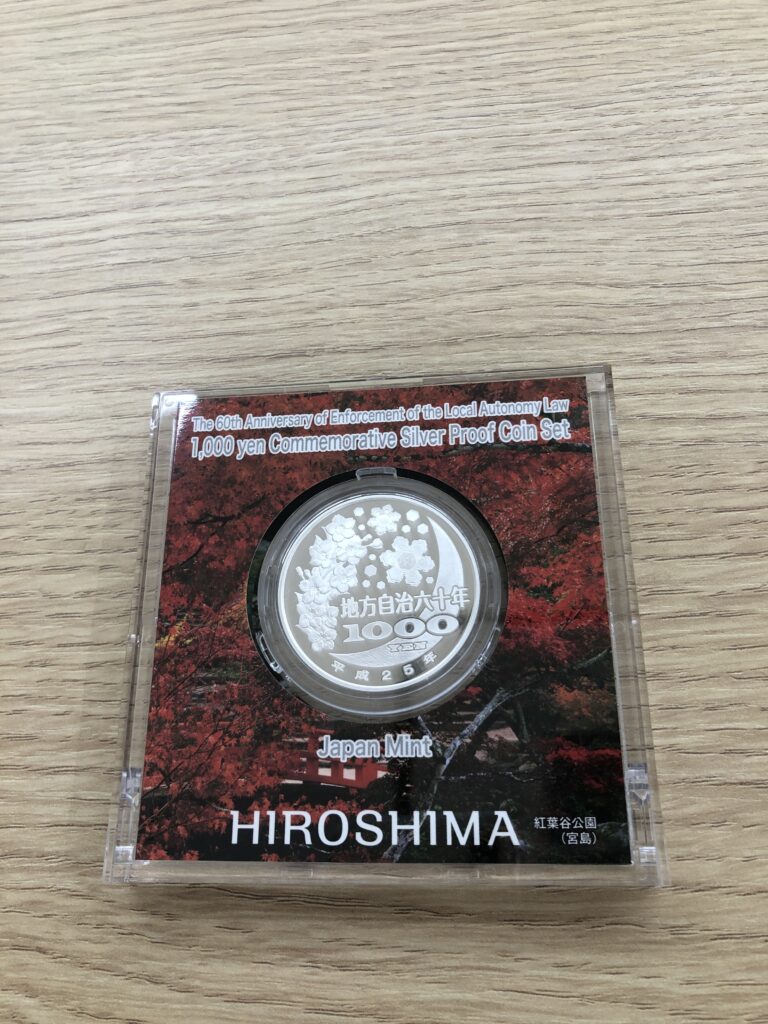 The 60th Anniversary of Enforcement of the Local Autonomy Law
1,000 yen Commemorative Silver Proof Coin Set
地方自治六十年
1000
YEN
平成25年
Japan Mint
HIROSHIMA
紅葉谷公園
(宮島)